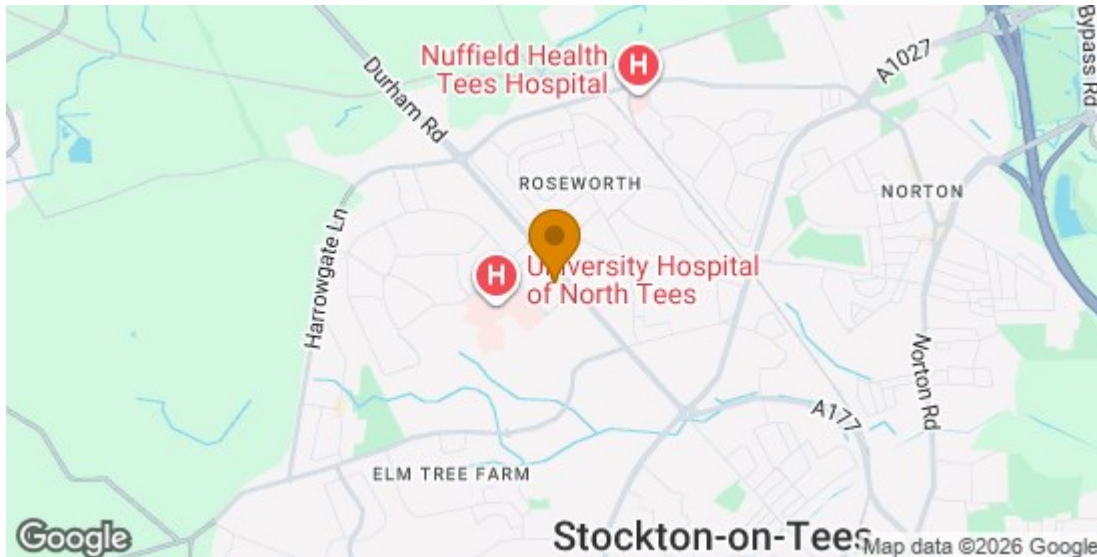 Nuffield Health
Tees Hospital
H
A1027
Bypass Rd
Durham Rd
ROSEWORTH
NORTON
Harrowgate Ln
H
University Hospital
of North Tees
Norton Rd
A177
ELM TREE FARM
Stockton-on-Tees
Google
Map data ©2026 Google